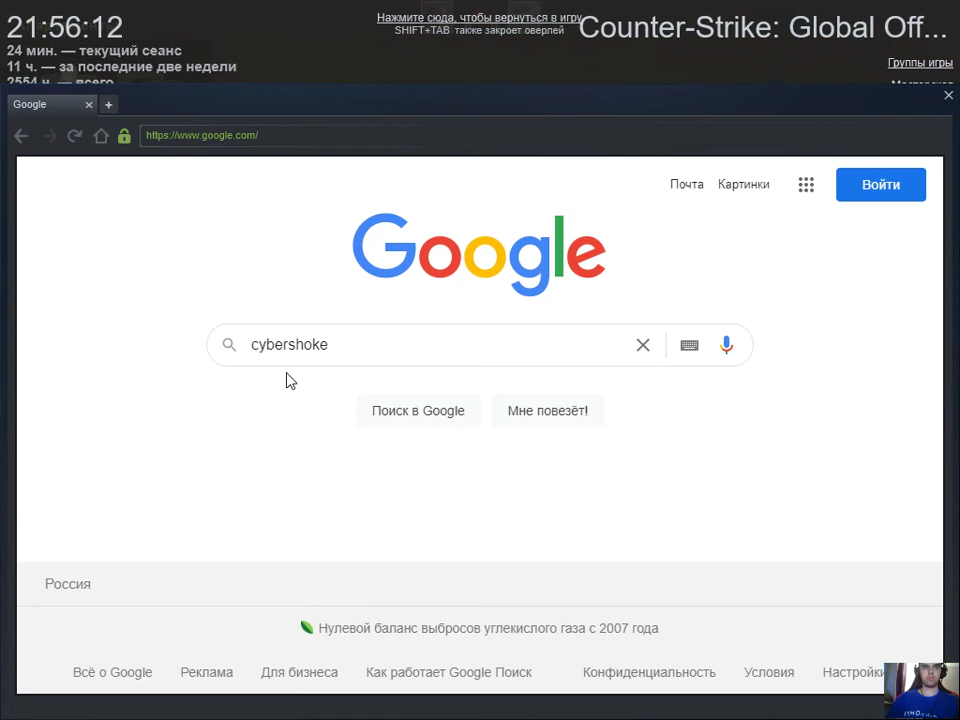 21:56:12
24 мин. — текущий сеанс
11 ч. — за последние две недели
2554 ч. — всего
Нажмите сюда, чтобы вернуться в игру
SHIFT+TAB также закроет оверлей
Counter-Strike: Global Off...
Группы игры
Мастерская
Google
https://www.google.com/
Почта Картинки Войти
Google
cybershoke
Поиск в Google Мне повезёт!
Россия
Нулевой баланс выбросов углекислого газа с 2007 года
Всё о Google Реклама Для бизнеса Как работает Google Поиск Конфиденциальность Условия Настройки